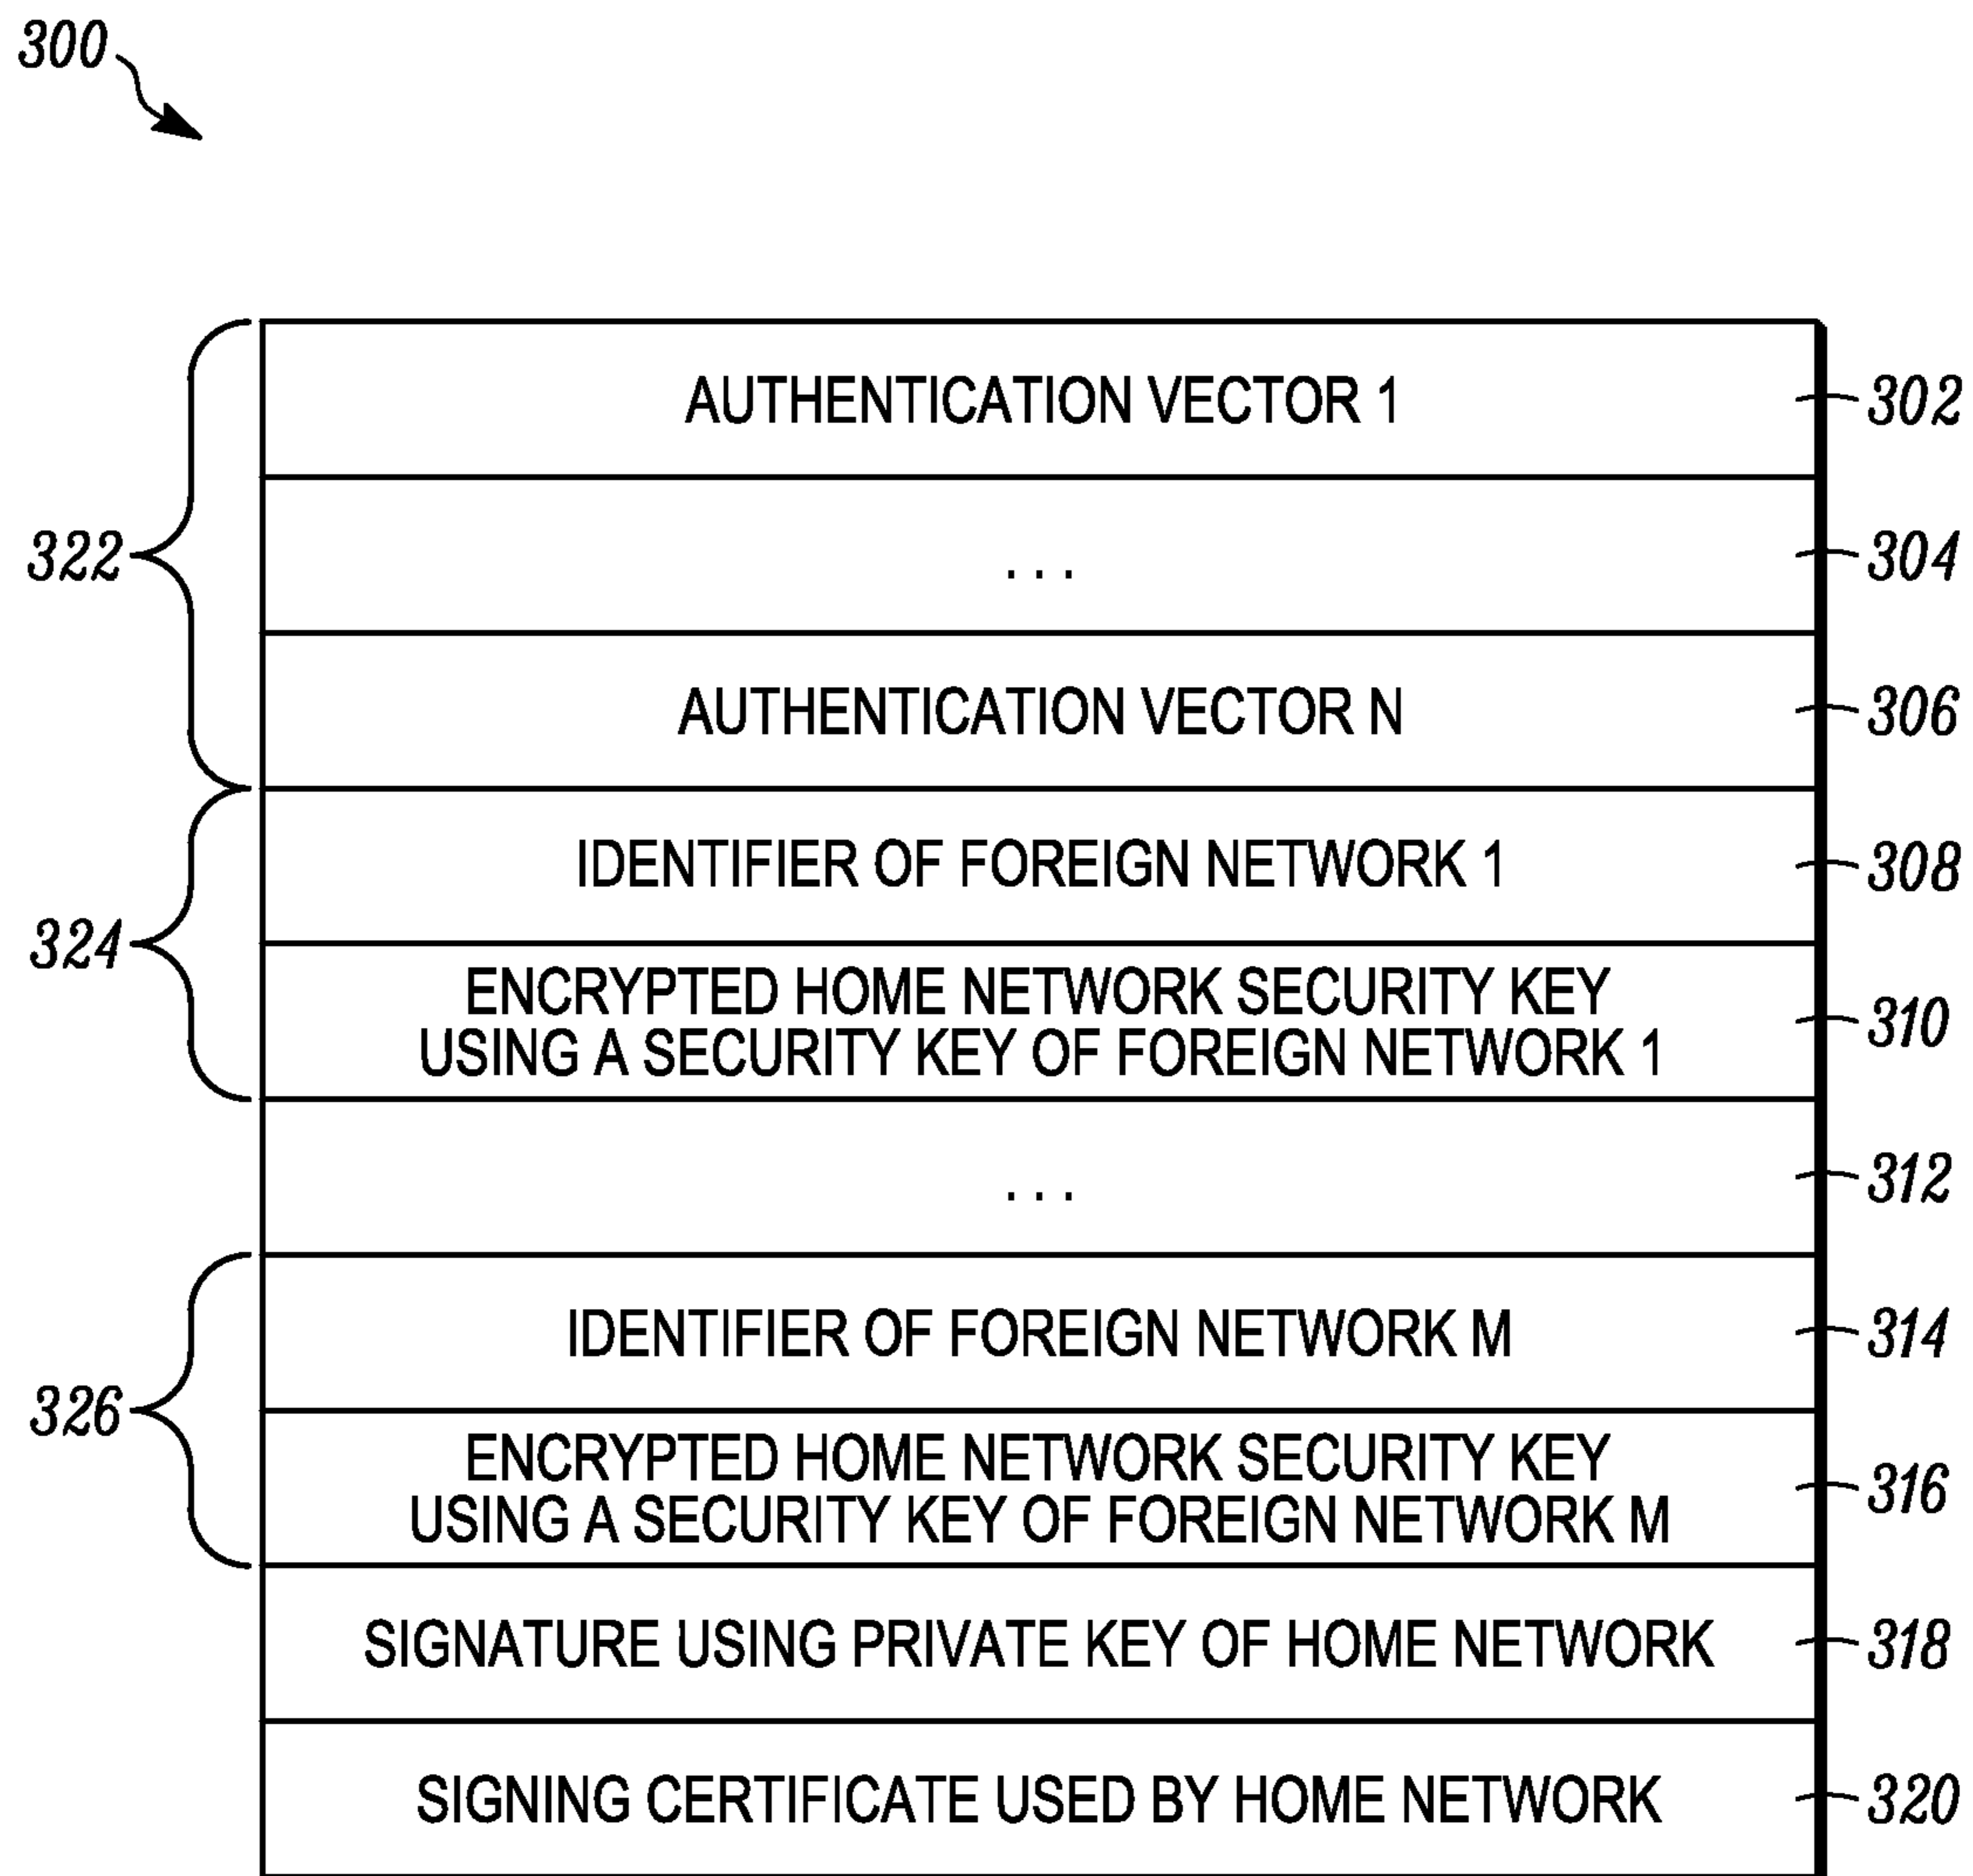 300
AUTHENTICATION VECTOR 1
302
322
...
304
AUTHENTICATION VECTOR N
306
IDENTIFIER OF FOREIGN NETWORK 1
308
324
ENCRYPTED HOME NETWORK SECURITY KEY
USING A SECURITY KEY OF FOREIGN NETWORK 1
310
...
312
IDENTIFIER OF FOREIGN NETWORK M
314
326
ENCRYPTED HOME NETWORK SECURITY KEY
USING A SECURITY KEY OF FOREIGN NETWORK M
316
SIGNATURE USING PRIVATE KEY OF HOME NETWORK
318
SIGNING CERTIFICATE USED BY HOME NETWORK
320